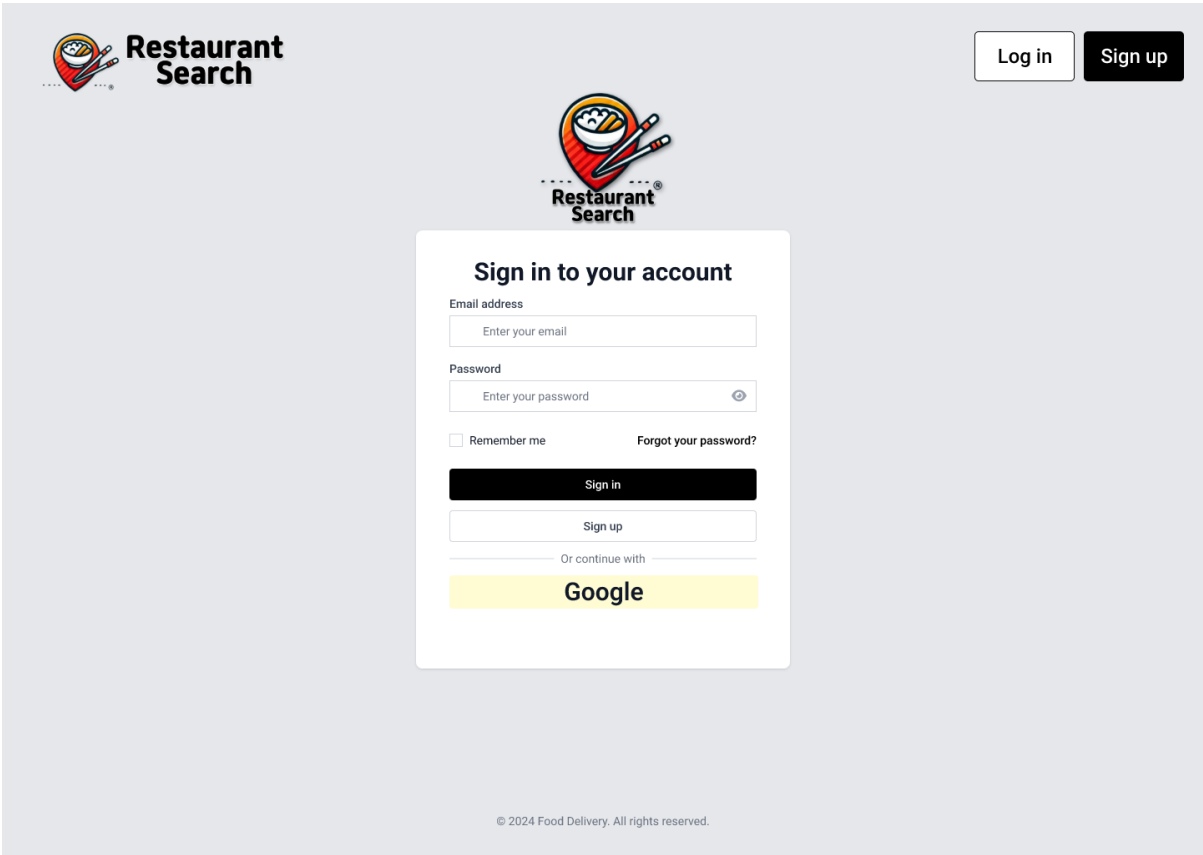 Restaurant
Search
®
Log in
Sign up
Restaurant®
Search
Sign in to your account
Email address
Enter your email
Password
Enter your password
Remember me
Forgot your password?
Sign in
Sign up
Or continue with
Google
© 2024 Food Delivery. All rights reserved.